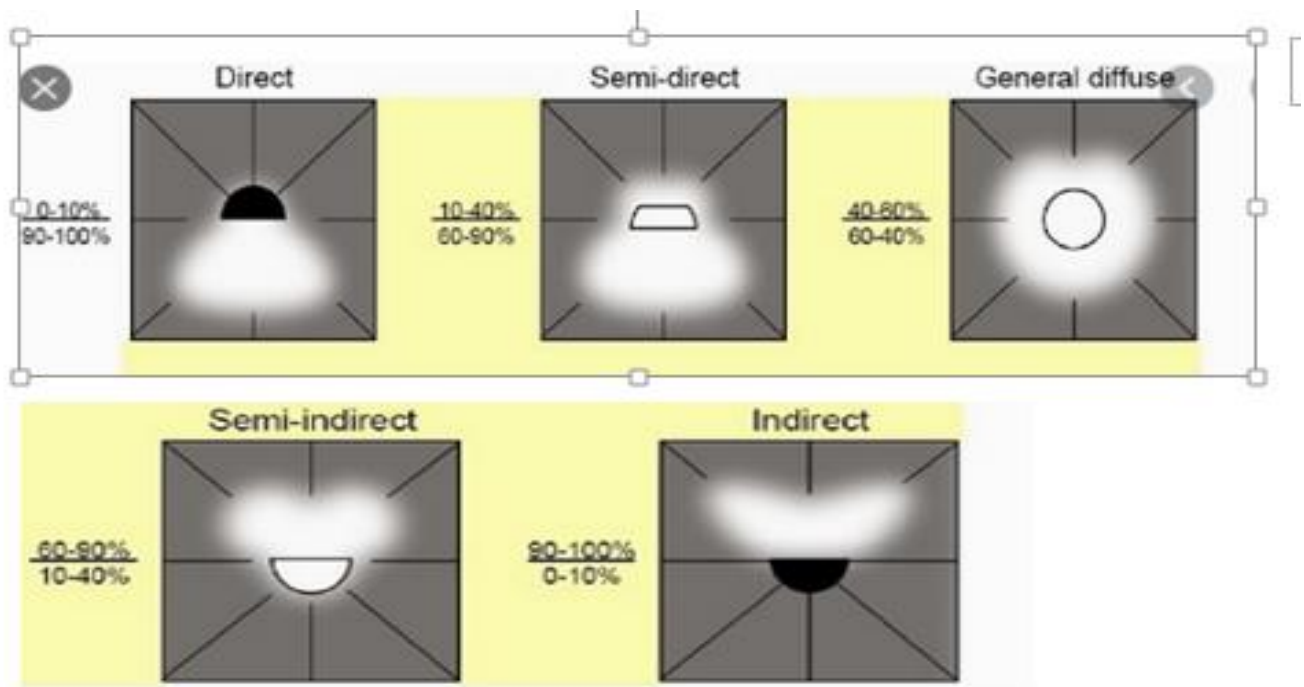 Direct
Semi-direct
General diffuse
0-10%
90-100%
10-40%
60-90%
40-60%
60-40%
Semi-indirect
Indirect
60-90%
10-40%
90-100%
0-10%